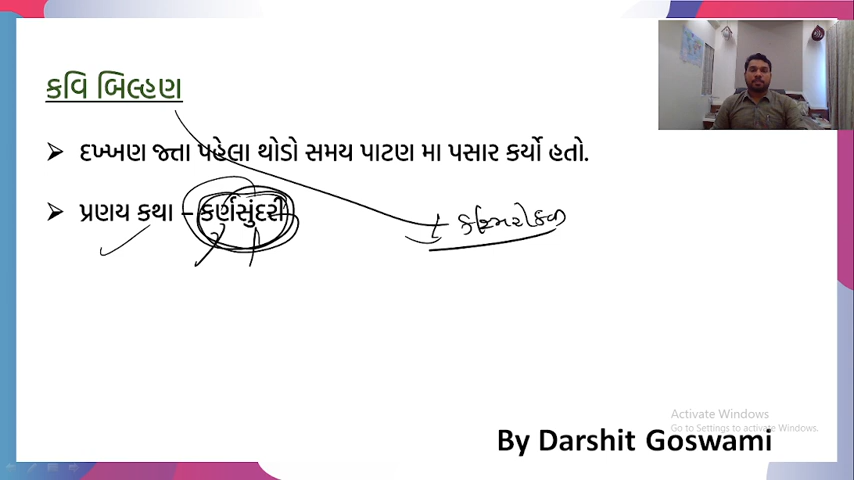 કવિ બિલ્હણ
➤ દખ્ખણ જ્તા પહેલા થોડો સમય પાટણ મા પસાર કર્યો હતો.
➤ પ્રણય કથા – કર્ણસુંદરી
Activate Windows
Go to Settings to activate Windows.
By Darshit Goswami